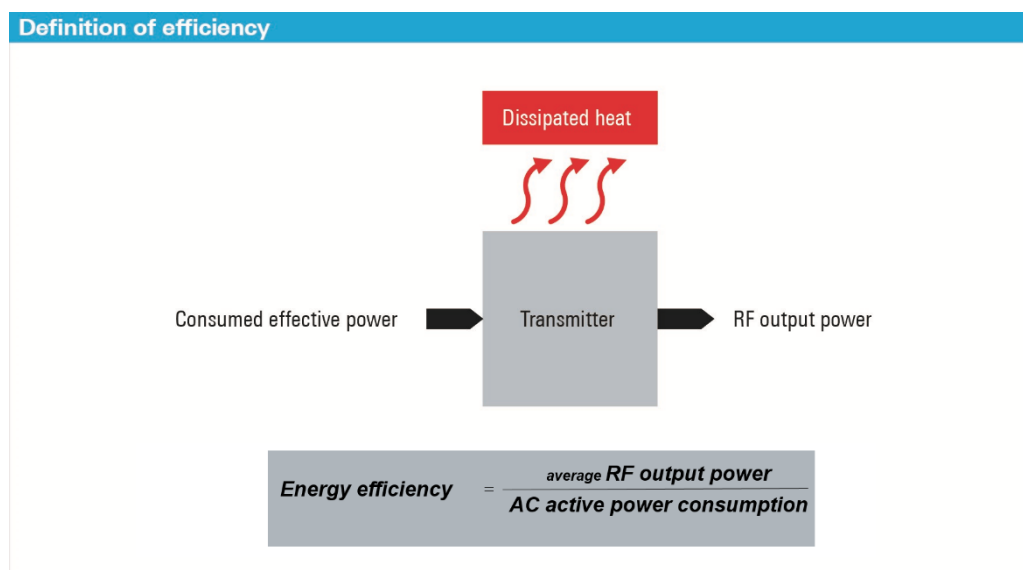 Definition of efficiency
Dissipated heat
Consumed effective power
Transmitter
RF output power
Energy efficiency = average RF output power
AC active power consumption